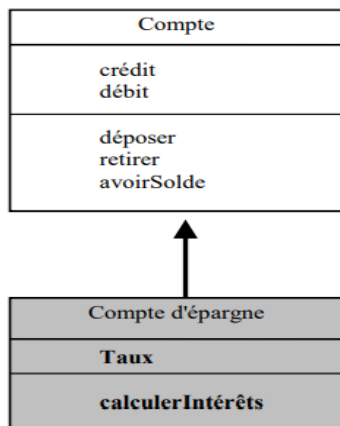 Compte
crédit
débit
déposer
retirer
avoirSolde
Compte d'épargne
Taux
calculerIntérêts